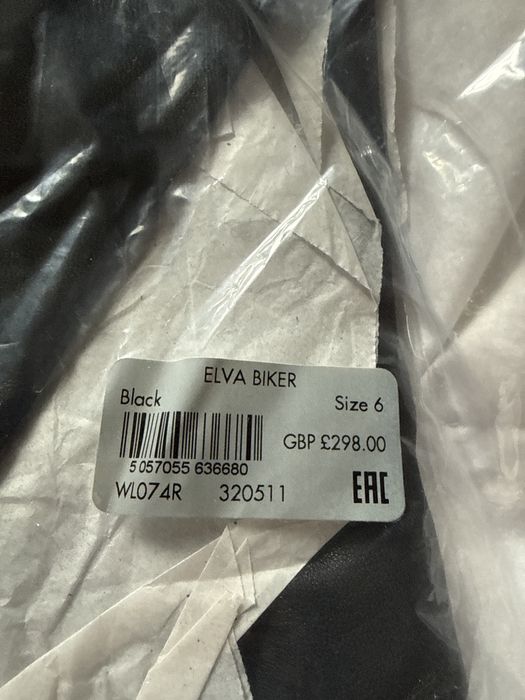 ELVA BIKER
Black Size 6
GBP £298.00
5 057055 636680
WL074R 320511 EAC